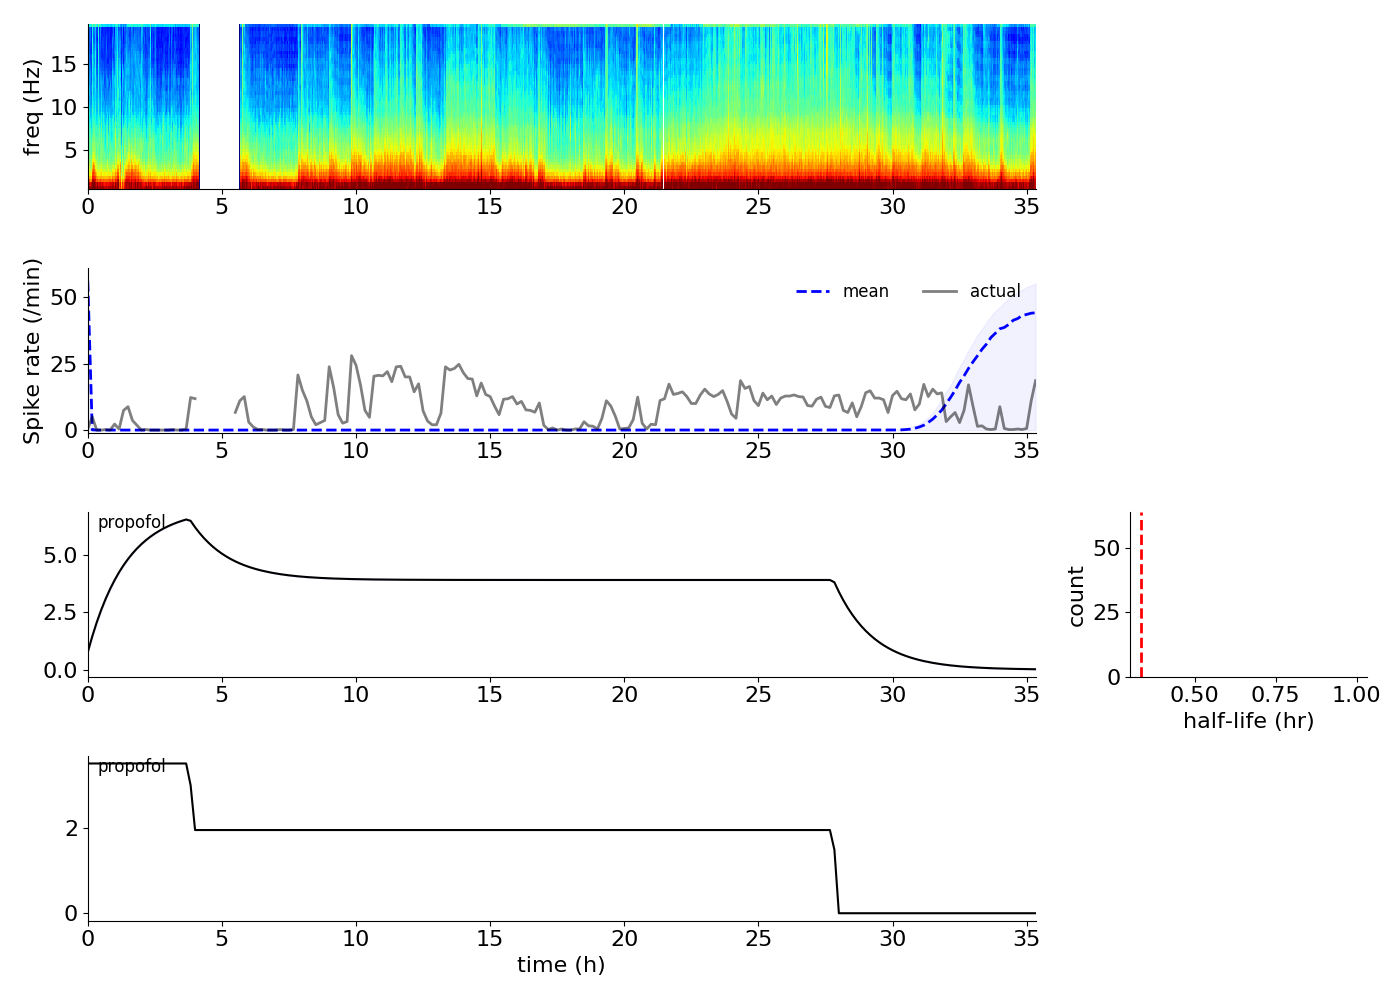 freq (Hz)
15
10
5
0 5 10 15 20 25 30 35
Spike rate (/min)
50
25
0
mean actual
0 5 10 15 20 25 30 35
propofol
5.0
2.5
0.0
0 5 10 15 20 25 30 35
count
50
25
0
0.50 0.75 1.00
half-life (hr)
propofol
2
0
0 5 10 15 20 25 30 35
time (h)